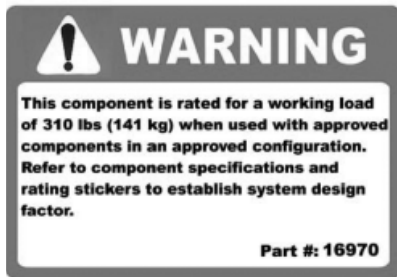 WARNING
This component is rated for a working load
of 310 lbs (141 kg) when used with approved
components in an approved configuration.
Refer to component specifications and
rating stickers to establish system design
factor.
Part #: 16970